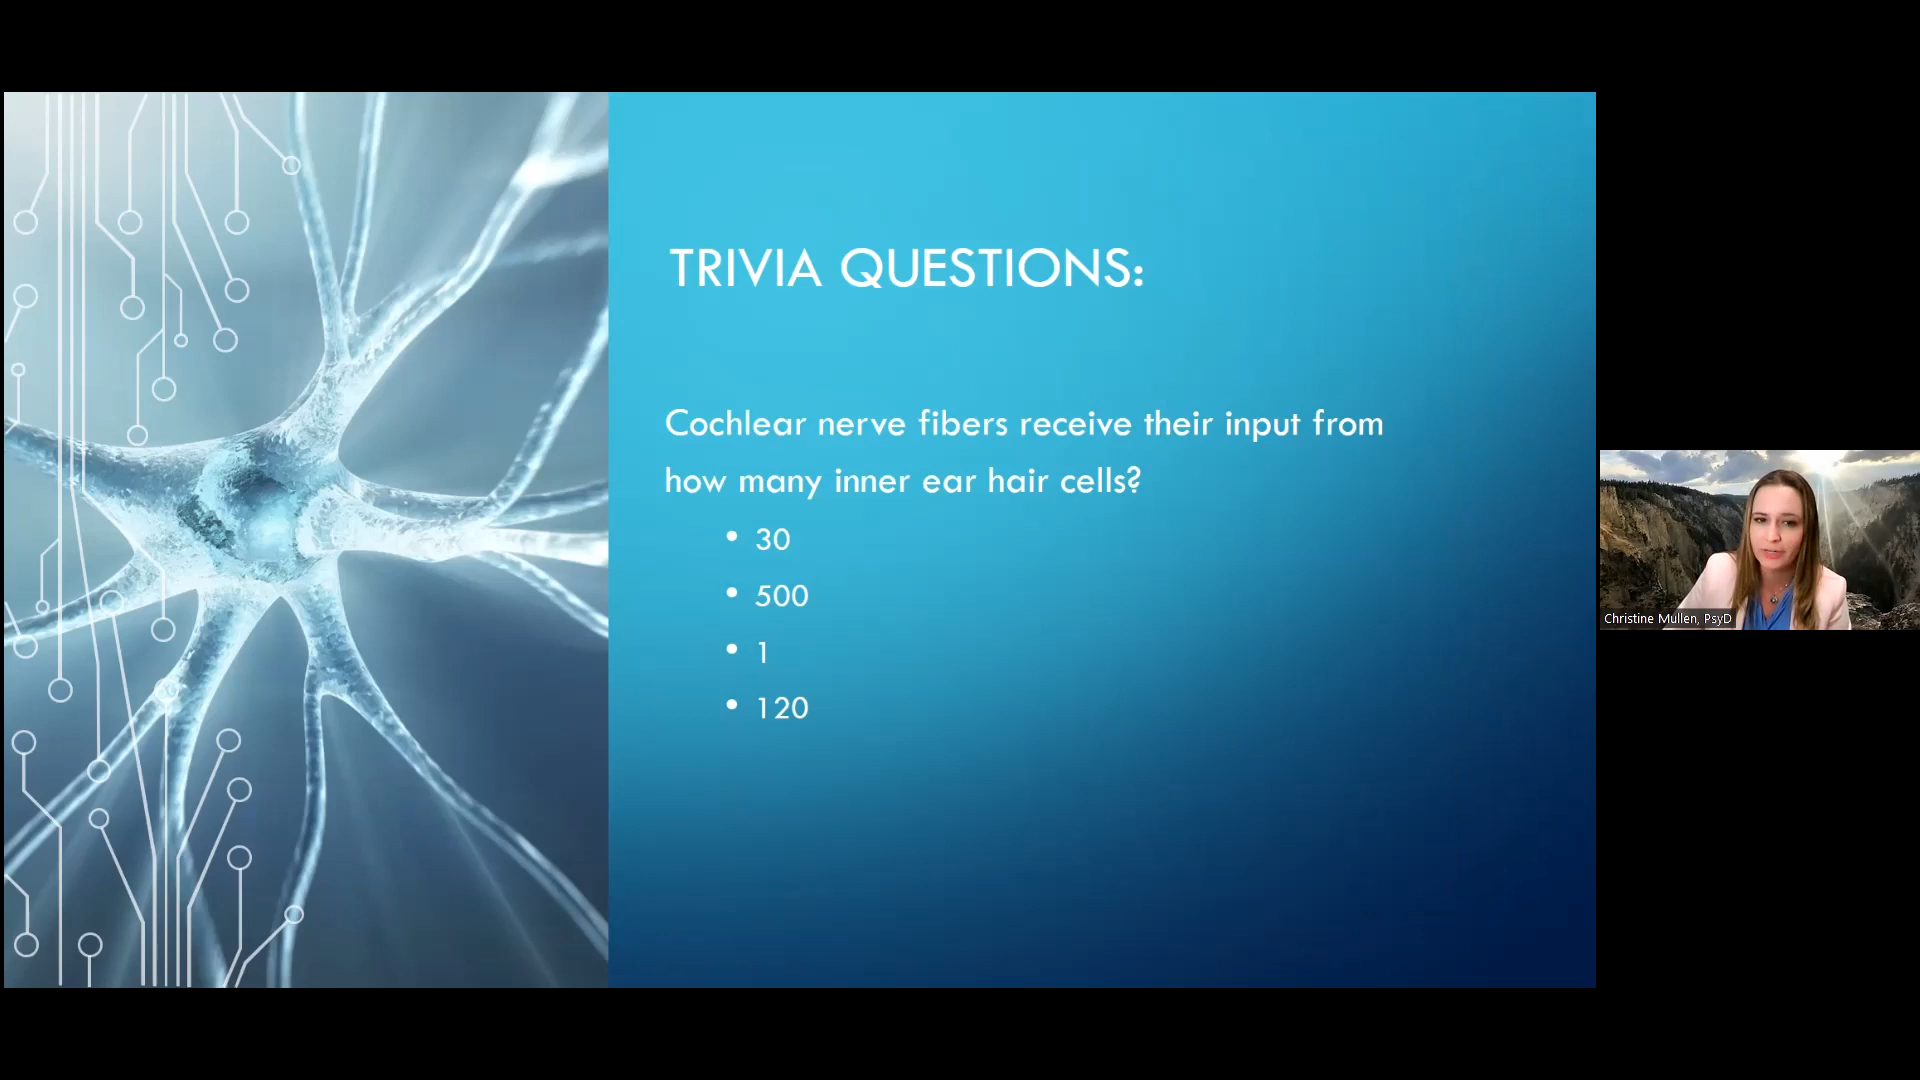 TRIVIA QUESTIONS:
Cochlear nerve fibers receive their input from
how many inner ear hair cells?
• 30
• 500
• 1
• 120
Christine Mullen, PsyD